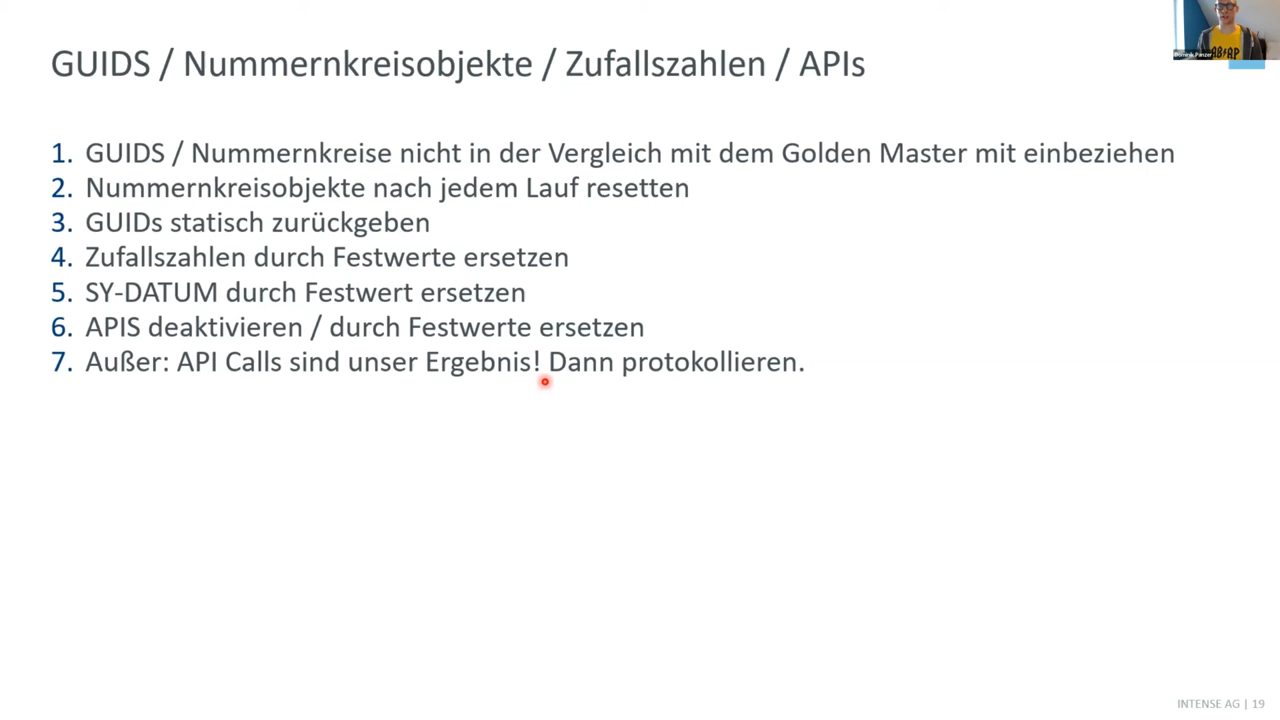 GUIDS / Nummernkreisobjekte / Zufallszahlen / APIs
Dominik Panzer
1. GUIDS / Nummernkreise nicht in der Vergleich mit dem Golden Master mit einbeziehen
2. Nummernkreisobjekte nach jedem Lauf resetten
3. GUIDs statisch zurückgeben
4. Zufallszahlen durch Festwerte ersetzen
5. SY-DATUM durch Festwert ersetzen
6. APIS deaktivieren / durch Festwerte ersetzen
7. Außer: API Calls sind unser Ergebnis! Dann protokollieren.
INTENSE AG | 19